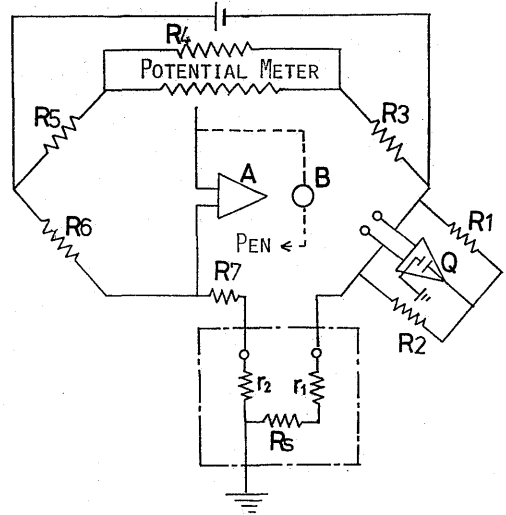 R4
POTENTIAL METER
R5
R3
A
B
R6
R1
PEN
Q
R7
R2
r2
r1
Rs